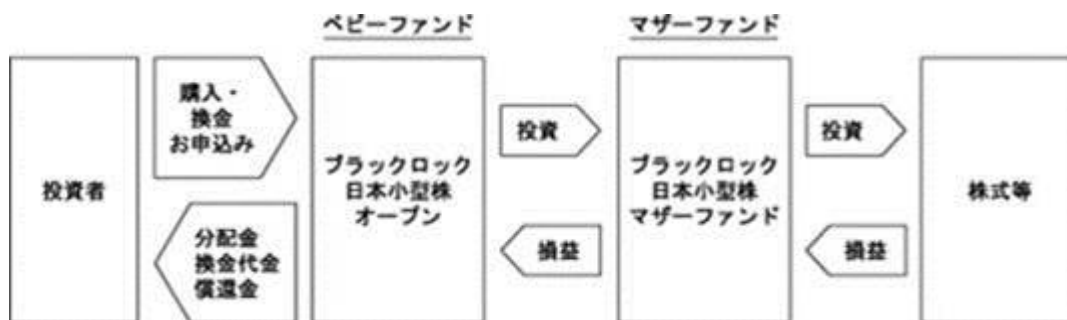 ベビーファンド
マザーファンド
投資者
購入・
換金
お申込み
分配金
換金代金
償還金
ブラックロック
日本小型株
オープン
投資
損益
ブラックロック
日本小型株
マザーファンド
投資
損益
株式等